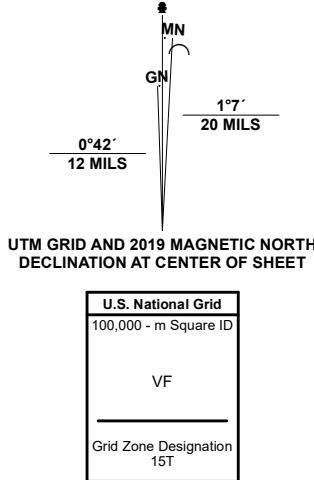 MN
GN
1°7´
20 MILS
0°42´
12 MILS
UTM GRID AND 2019 MAGNETIC NORTH
DECLINATION AT CENTER OF SHEET
U.S. National Grid
100,000 - m Square ID
VF
Grid Zone Designation
15T